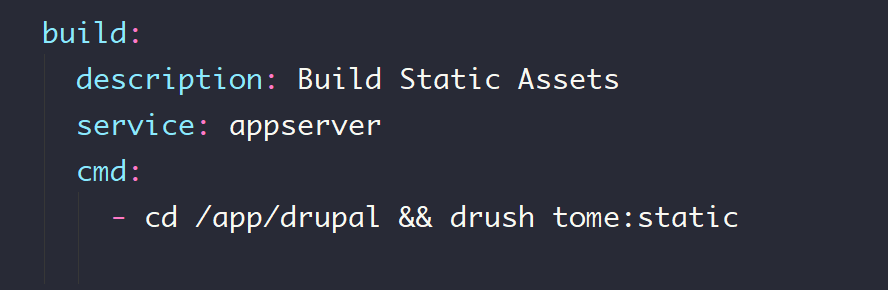 build:
description: Build Static Assets
service: appserver
cmd:
- cd /app/drupal && drush tome:static